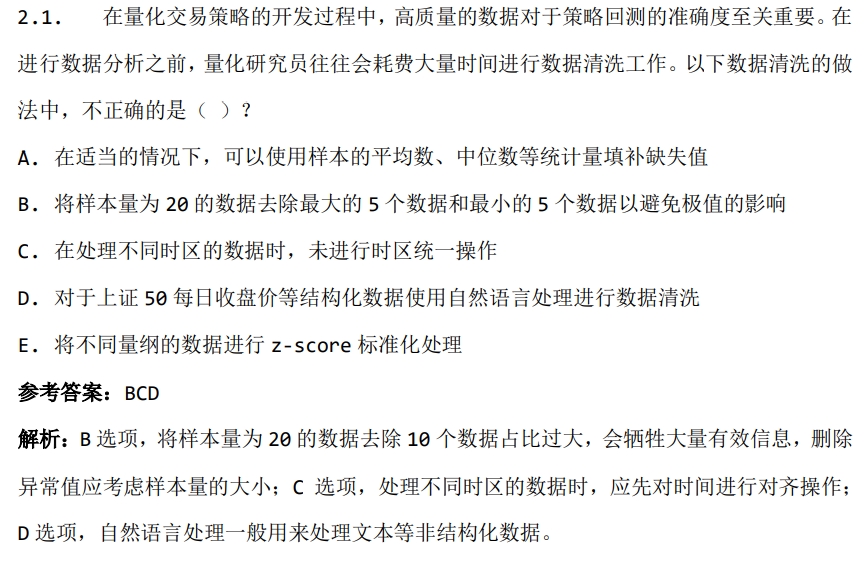 2.1. 在量化交易策略的开发过程中，高质量的数据对于策略回测的准确度至关重要。在
进行数据分析之前，量化研究员往往会耗费大量时间进行数据清洗工作。以下数据清洗的做
法中，不正确的是（ ）？
A. 在适当的情况下，可以使用样本的平均数、中位数等统计量填补缺失值
B. 将样本量为 20 的数据去除最大的 5 个数据和最小的 5 个数据以避免极值的影响
C. 在处理不同时区的数据时，未进行时区统一操作
D. 对于上证 50 每日收盘价等结构化数据使用自然语言处理进行数据清洗
E. 将不同量纲的数据进行 z-score 标准化处理
参考答案：BCD
解析：B 选项，将样本量为 20 的数据去除 10 个数据占比过大，会牺牲大量有效信息，删除
异常值应考虑样本量的大小；C 选项，处理不同时区的数据时，应先对时间进行对齐操作；
D 选项，自然语言处理一般用来处理文本等非结构化数据。